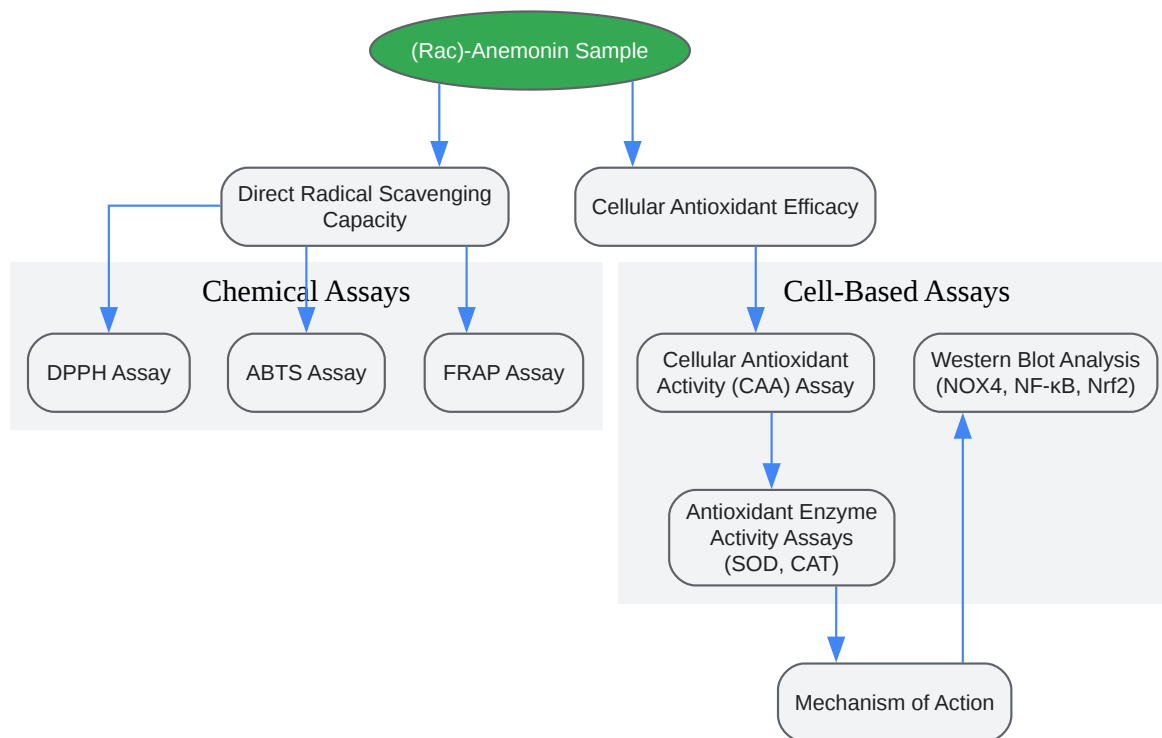 (Rac)-Anemonin Sample
Direct Radical Scavenging
Capacity
Cellular Antioxidant Efficacy
Chemical Assays
DPPH Assay
ABTS Assay
FRAP Assay
Cell-Based Assays
Cellular Antioxidant
Activity (CAA) Assay
Western Blot Analysis
(NOX4, NF-κB, Nrf2)
Antioxidant Enzyme
Activity Assays
(SOD, CAT)
Mechanism of Action